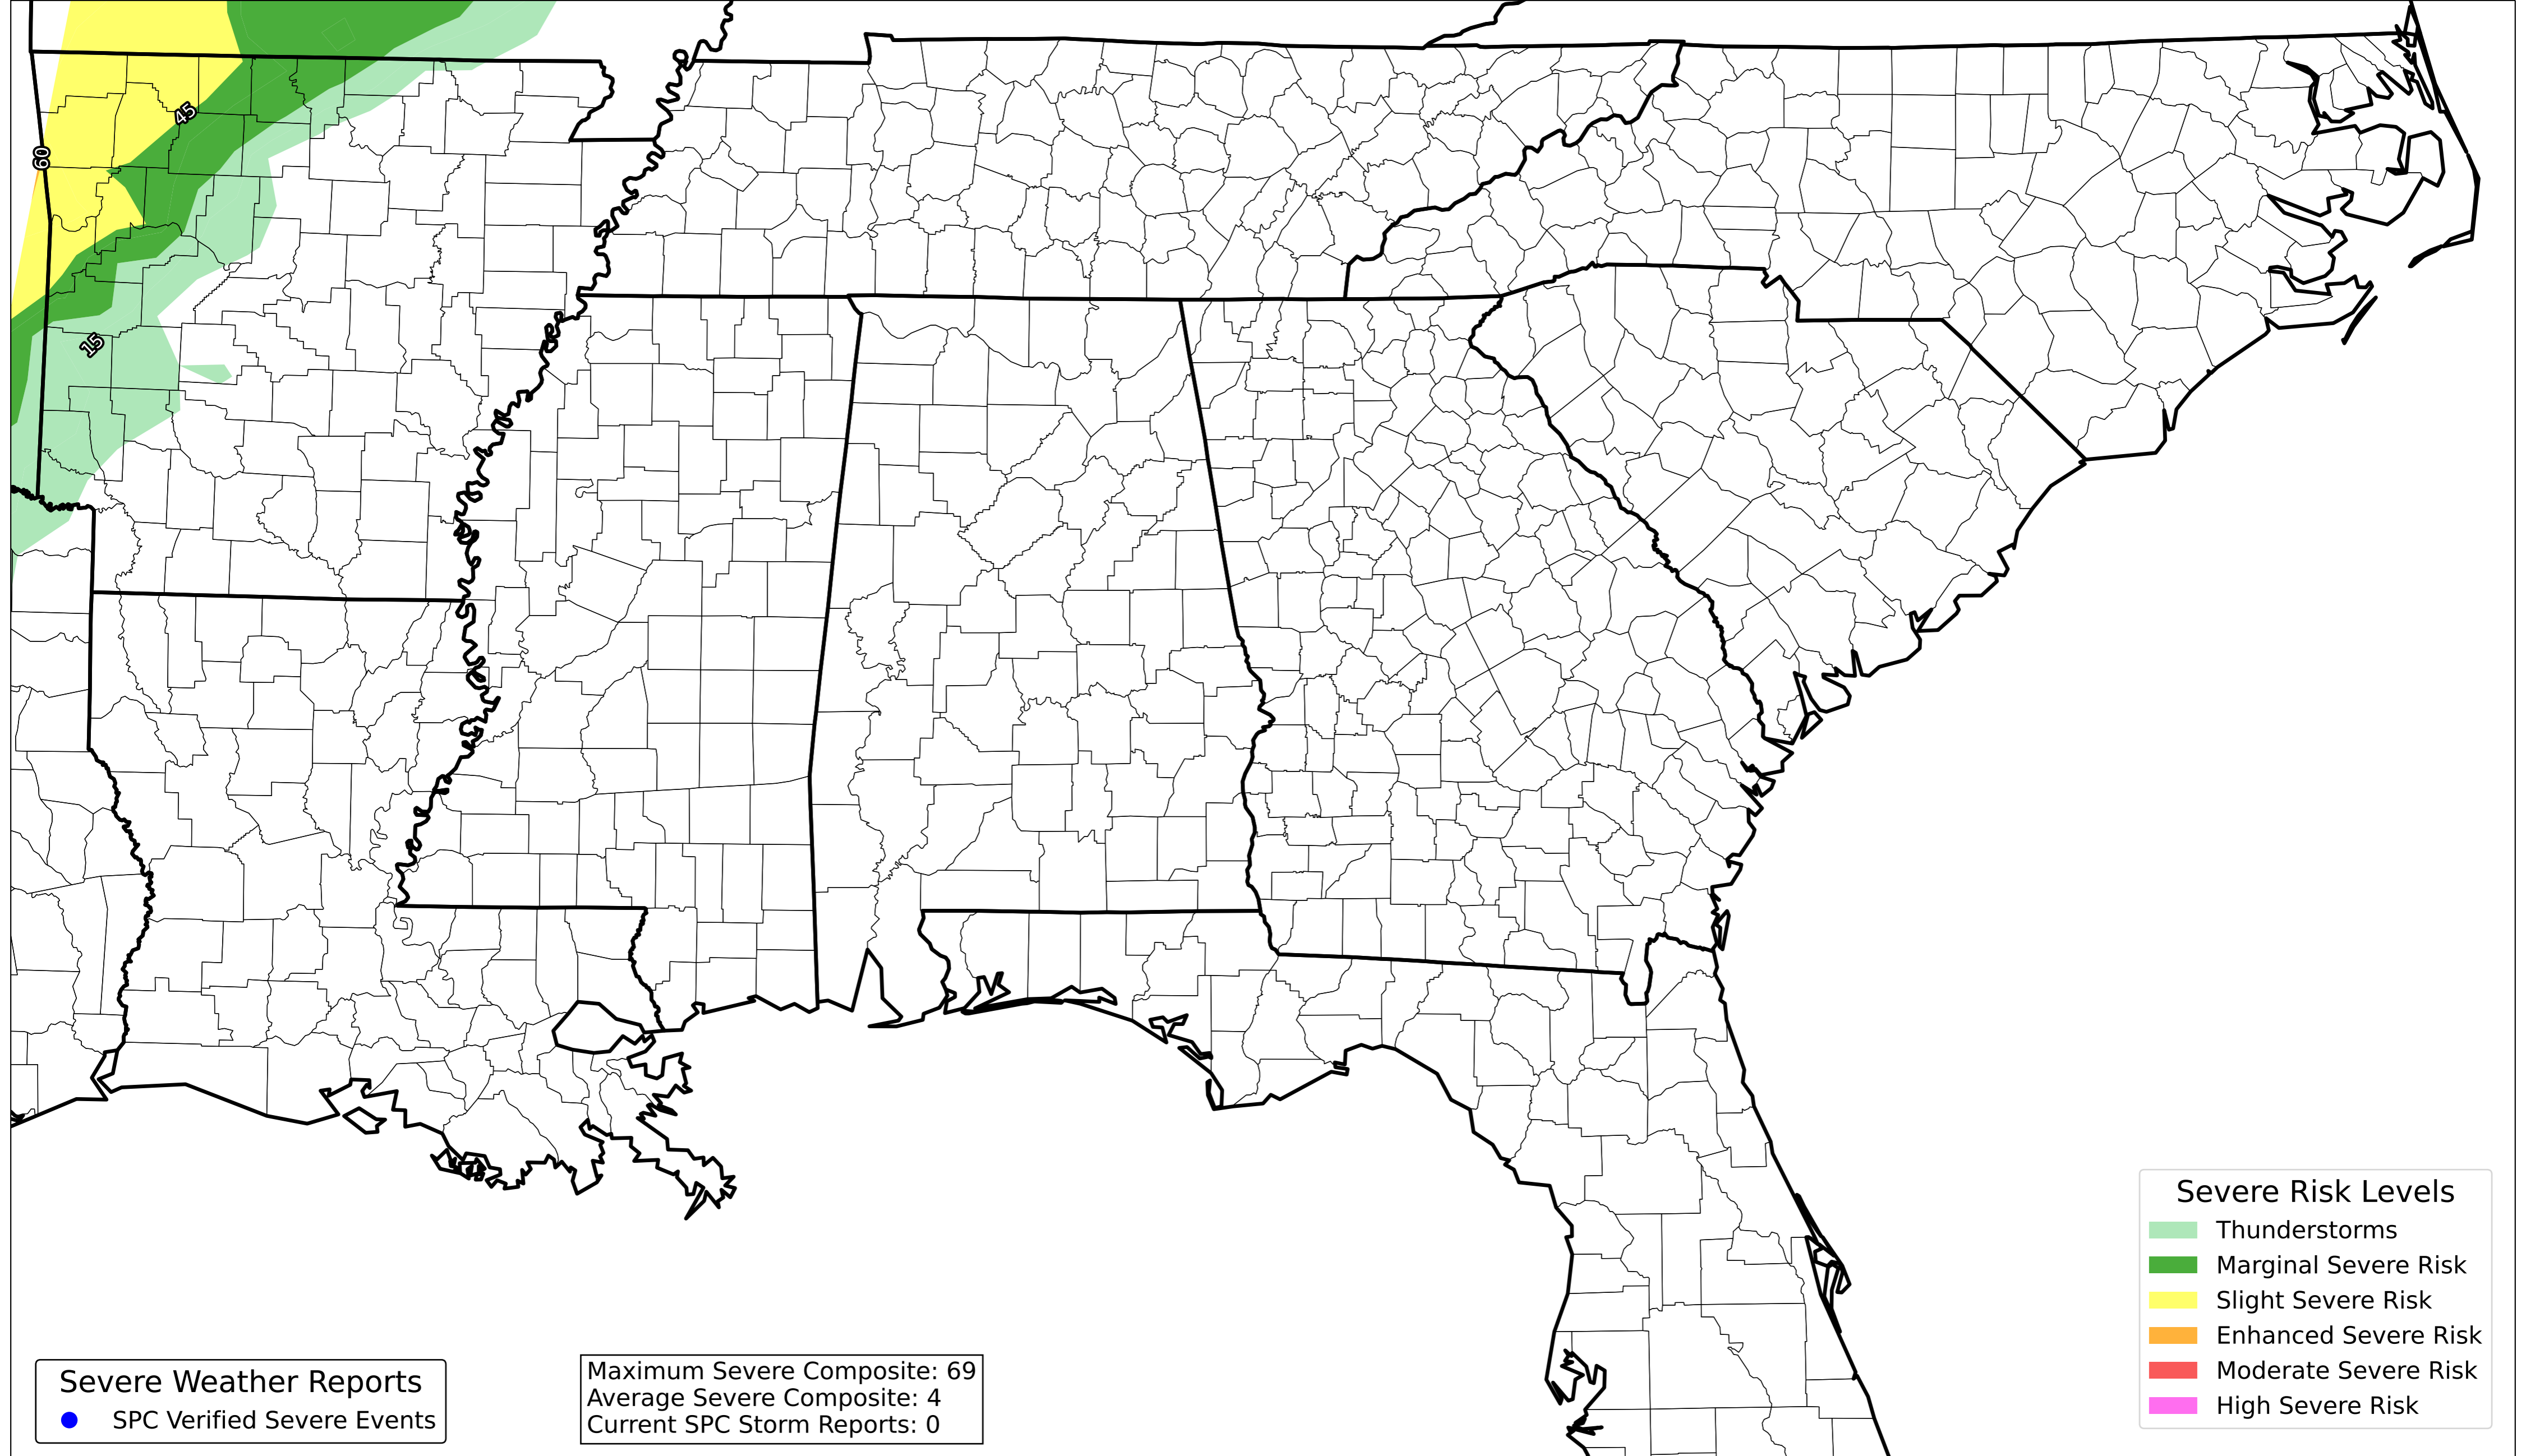 45
60
15
Severe Risk Levels
Thunderstorms
Marginal Severe Risk
Slight Severe Risk
Enhanced Severe Risk
Moderate Severe Risk
High Severe Risk
Severe Weather Reports
SPC Verified Severe Events
Maximum Severe Composite: 69
Average Severe Composite: 4
Current SPC Storm Reports: 0